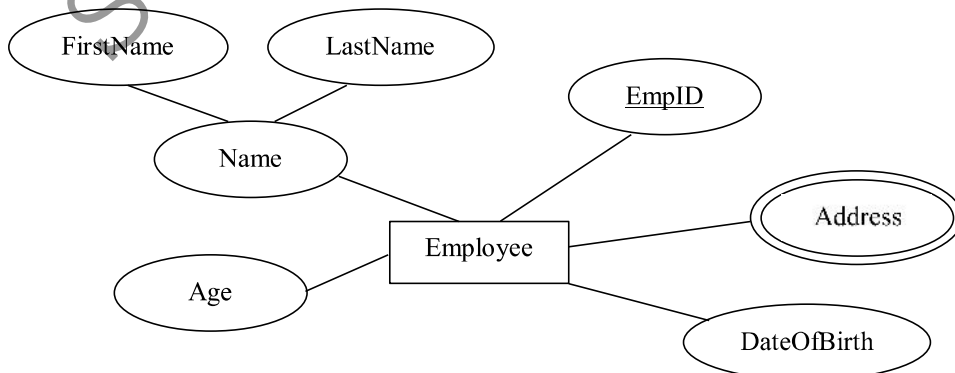 FirstName
LastName
EmpID
Name
Address
Employee
Age
DateOfBirth